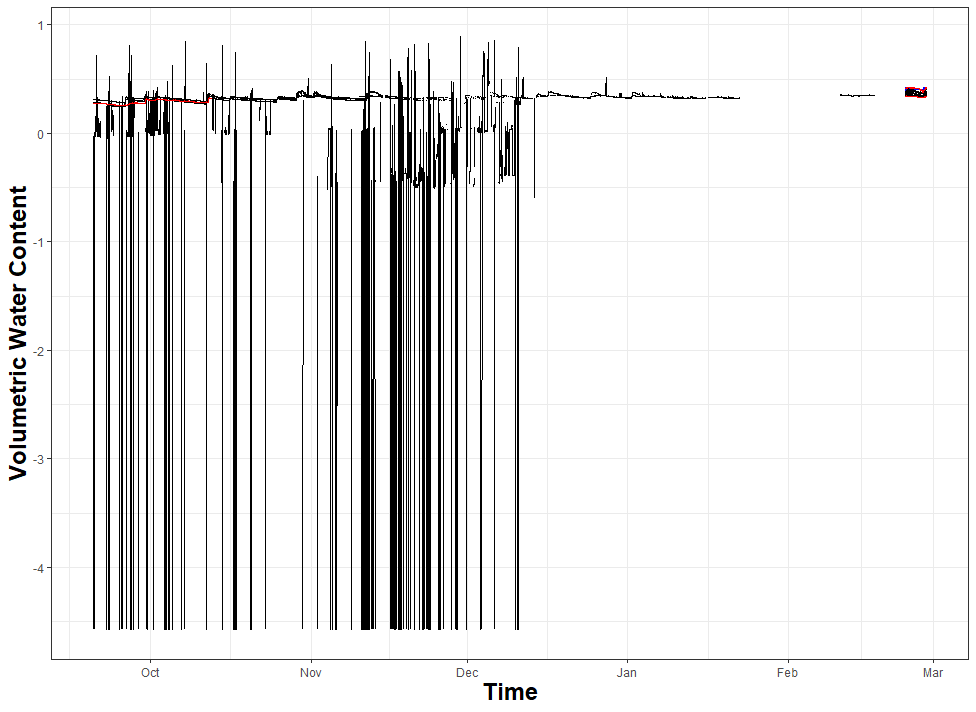 Volumetric Water Content
1
0
-1
-2
-3
-4
Oct
Nov
Dec
Jan
Feb
Mar
Time